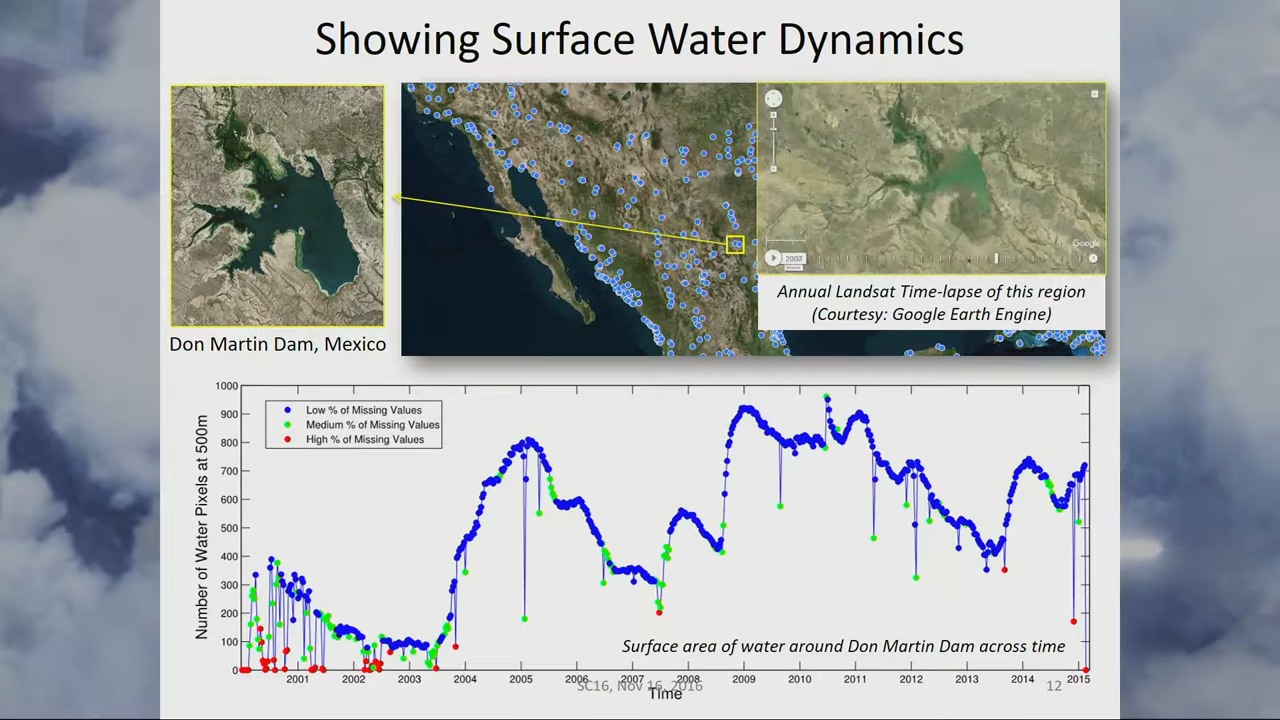 Showing Surface Water Dynamics
Google
2007
Annual Landsat Time-lapse of this region
(Courtesy: Google Earth Engine)
Don Martin Dam, Mexico
Number of Water Pixels at 500m
1000
900
800
700
600
500
400
300
200
100
0
Low % of Missing Values
Medium % of Missing Values
High % of Missing Values
Surface area of water around Don Martin Dam across time
2001 2002 2003 2004 2005 2006 2007 2008 2009 2010 2011 2012 2013 2014 2015
Time
SC16, Nov 16, 2016
12